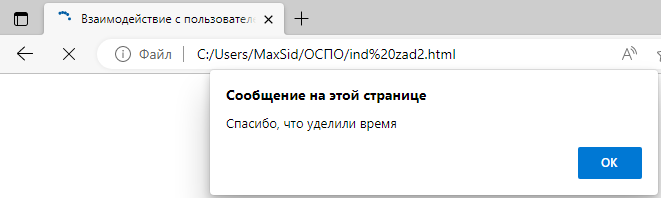 Взаимодействие с пользовател
Файл C:/Users/MaxSid/ОСПО/ind%20zad2.html
Сообщение на этой странице
Спасибо, что уделили время
ОК